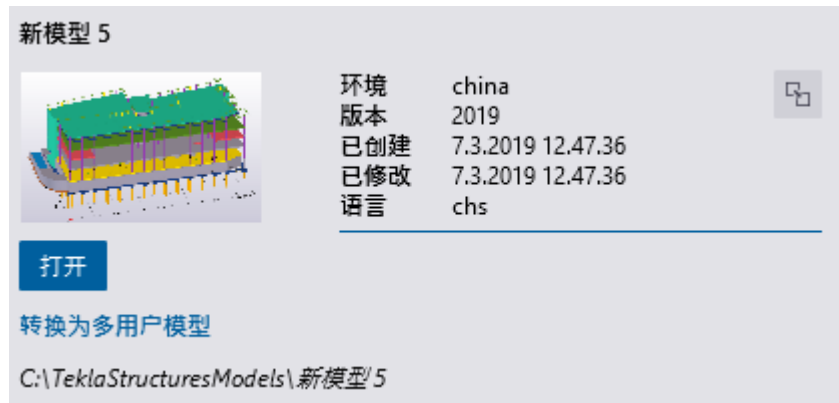 新模型 5
环境 china
版本 2019
已创建 7.3.2019 12.47.36
已修改 7.3.2019 12.47.36
语言 chs
打开
转换为多用户模型
C:\TeklaStructuresModels\新模型 5